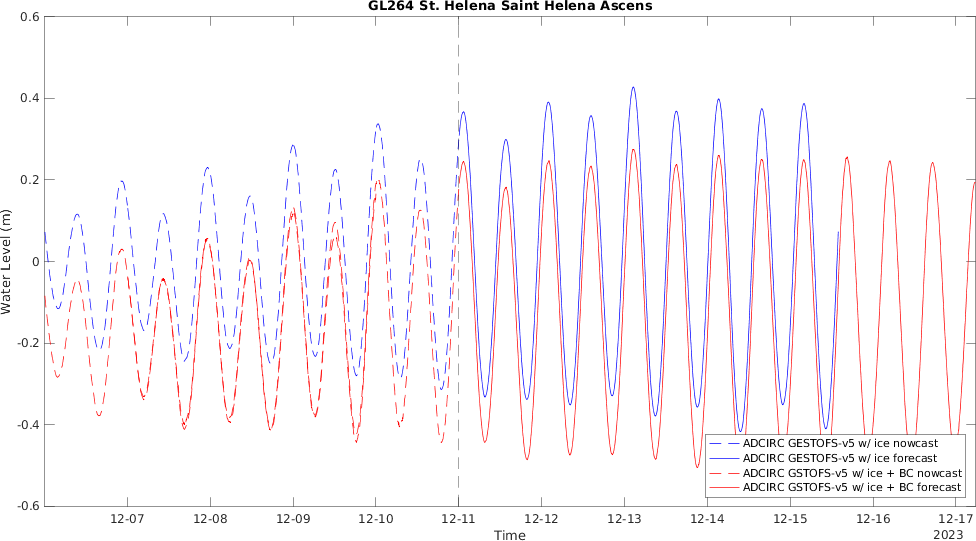 GL264 St. Helena Saint Helena Ascens
0.6
0.4
0.2
0
-0.2
-0.4
-0.6
Water Level (m)
12-07
12-08
12-09
12-10
12-11
12-12
12-13
12-14
12-15
12-16
12-17
Time
2023
ADCIRC GESTOFS-v5 w/ ice nowcast
ADCIRC GESTOFS-v5 w/ ice forecast
ADCIRC GSTOFS-v5 w/ ice + BC nowcast
ADCIRC GSTOFS-v5 w/ ice + BC forecast